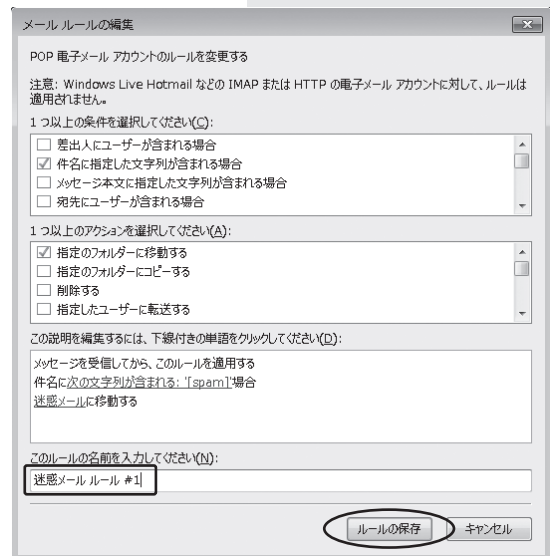 メール ルールの編集
POP 電子メール アカウントのルールを変更する
注意: Windows Live Hotmail などの IMAP または HTTP の電子メール アカウントに対して、ルールは
適用されません。
1 つ以上の条件を選択してください(C):
差出人にユーザーが含まれる場合
件名に指定した文字列が含まれる場合
メッセージ本文に指定した文字列が含まれる場合
宛先にユーザーが含まれる場合
1 つ以上のアクションを選択してください(A):
指定のフォルダーに移動する
指定のフォルダーにコピーする
削除する
指定したユーザーに転送する
この説明を編集するには、下線付きの単語をクリックしてください(D):
メッセージを受信してから、このルールを適用する
件名に次の文字列が含まれる: '[spam]'場合
迷惑メールに移動する
このルールの名前を入力してください(N):
迷惑メール ルール #1
ルールの保存 キャンセル